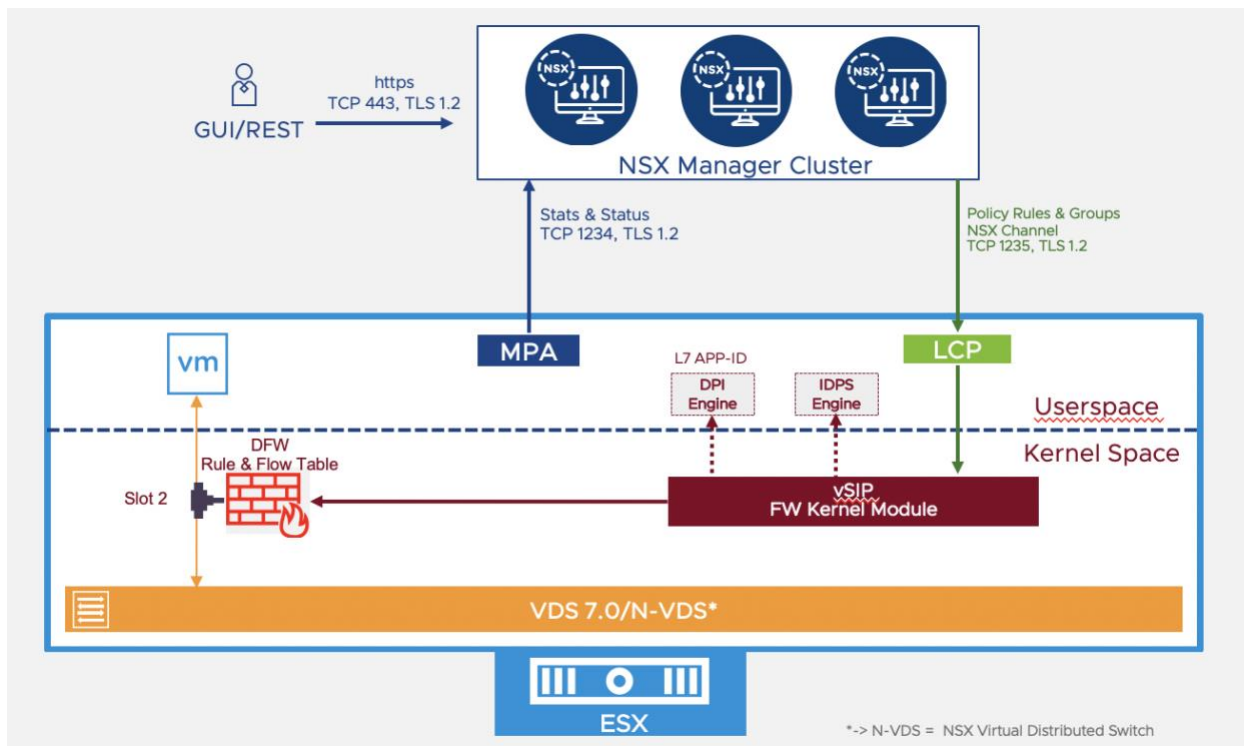 https
TCP 443, TLS 1.2
GUI/REST
NSX
NSX
NSX
NSX Manager Cluster
Stats & Status
TCP 1234, TLS 1.2
Policy Rules & Groups
NSX Channel
TCP 1235, TLS 1.2
vm
MPA
LCP
L7 APP-ID
DPI
Engine
IDPS
Engine
Userspace
DFW
Rule & Flow Table
Kernel Space
Slot 2
vSIP
FW Kernel Module
VDS 7.0/N-VDS*
ESX
*-> N-VDS = NSX Virtual Distributed Switch